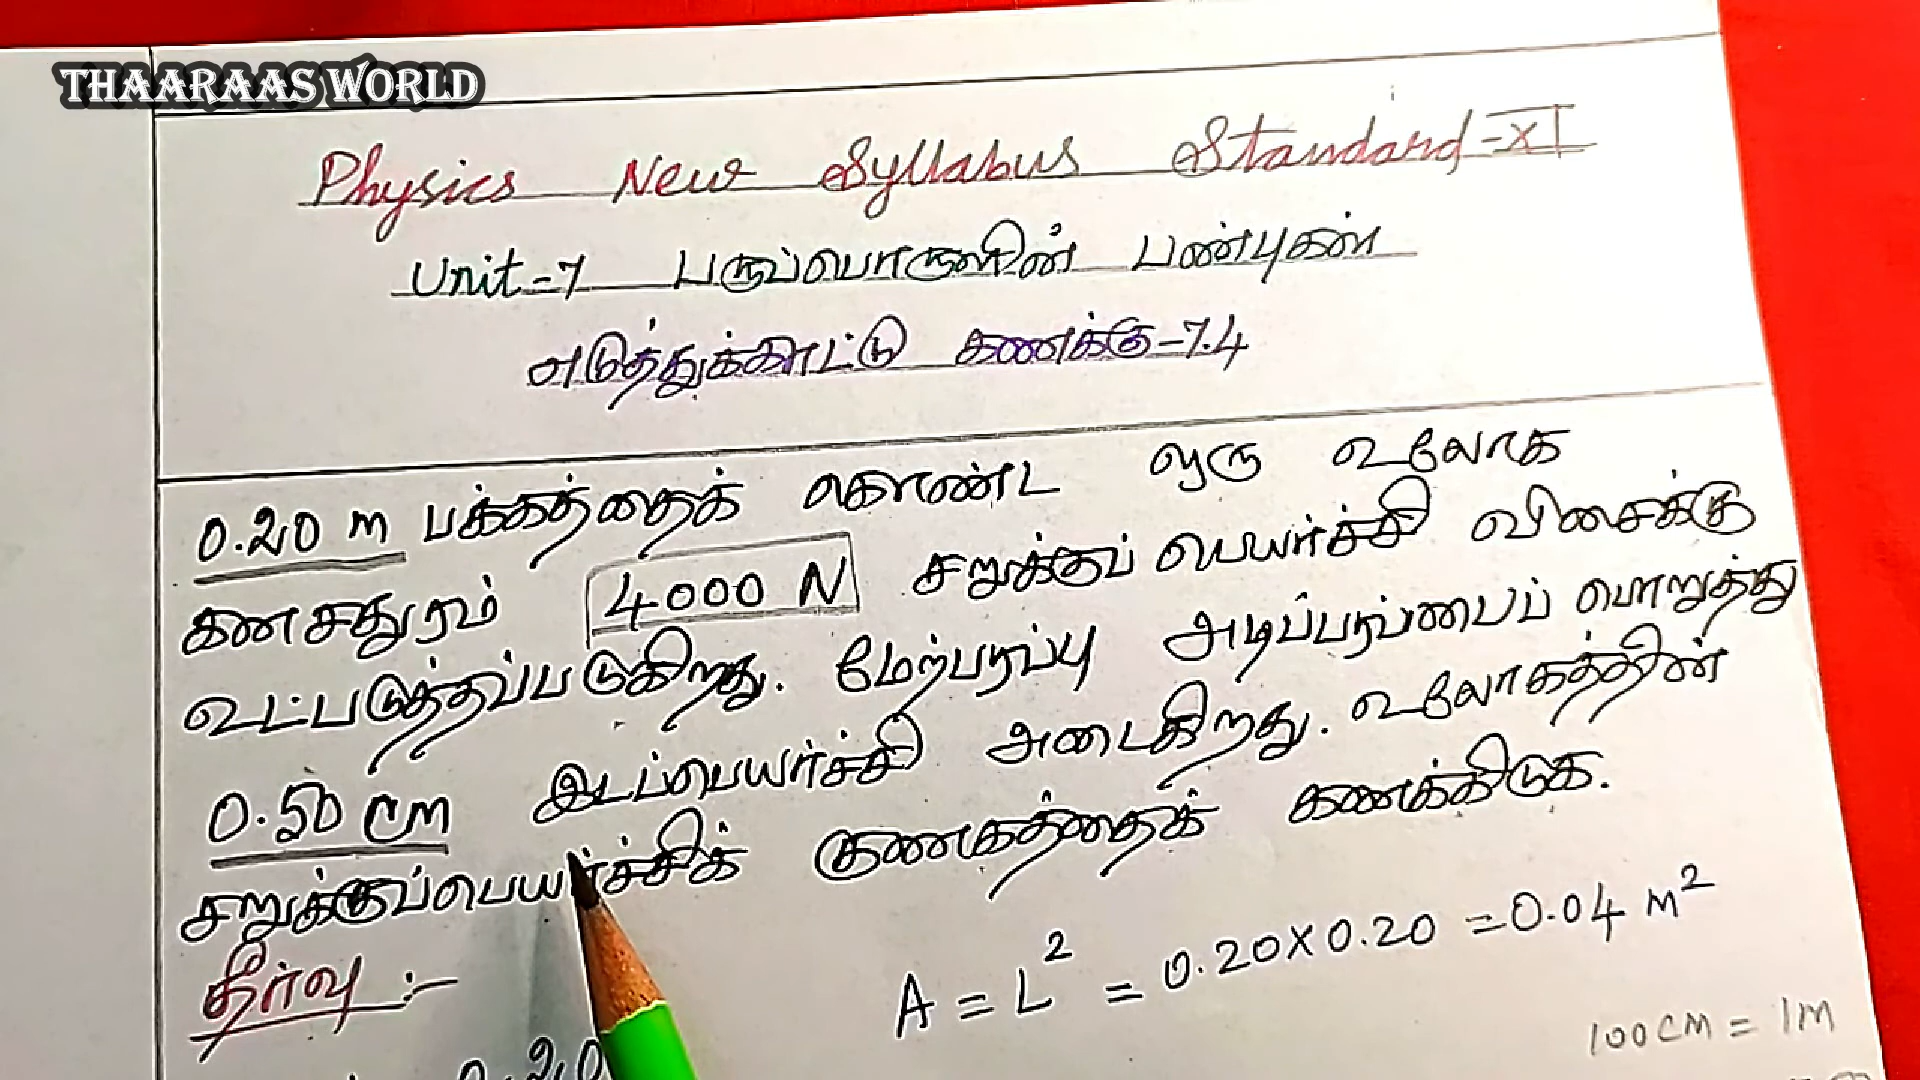 THAARAAS WORLD
Physics New Syllabus Standard-XI
Unit-7 பருப்பொருளின் பண்புகள்
எடுத்துக்காட்டு கணக்கு-7.4
0.20 m பக்கத்தைக் கொண்ட ஒரு உலோக
கனசதுரம் 4000 N சறுக்குப் பெயர்ச்சி விசைக்கு
உட்படுத்தப்படுகிறது. மேற்பரப்பு அடிப்பரப்பைப் பொறுத்து
0.50 cm இடப்பெயர்ச்சி அடைகிறது. உலோகத்தின்
சறுக்குப்பெயர்ச்சிக் குணகத்தைக் கணக்கிடுக.
தீர்வு :-
A = L² = 0.20×0.20 = 0.04 m²
100 CM = 1M